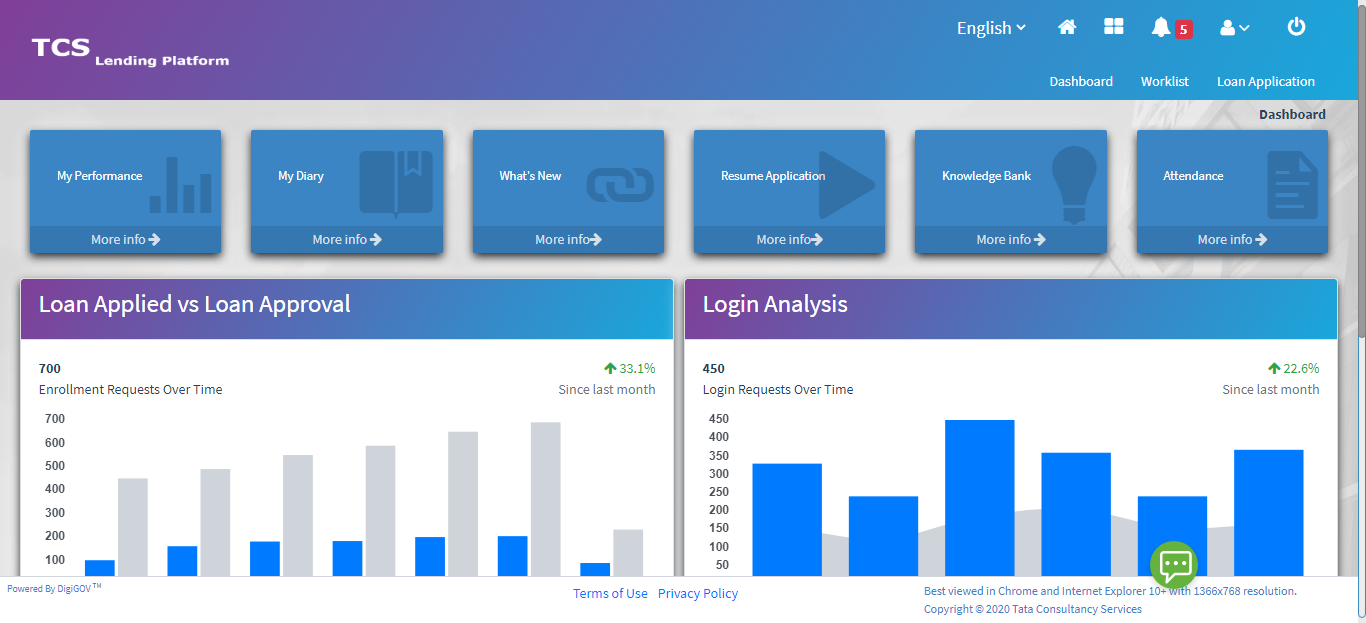 English
5
TCS Lending Platform
Dashboard Worklist Loan Application
Dashboard
My Performance
More info
My Diary
More info
What's New
More info
Resume Application
More info
Knowledge Bank
More info
Attendance
More info
Loan Applied vs Loan Approval
700
33.1%
Enrollment Requests Over Time
Since last month
700
600
500
400
300
200
100
Login Analysis
450
22.6%
Login Requests Over Time
Since last month
450
400
350
300
250
200
150
100
50
Powered By DigiGOV TM
Terms of Use Privacy Policy
Best viewed in Chrome and Internet Explorer 10+ with 1366x768 resolution.
Copyright © 2020 Tata Consultancy Services